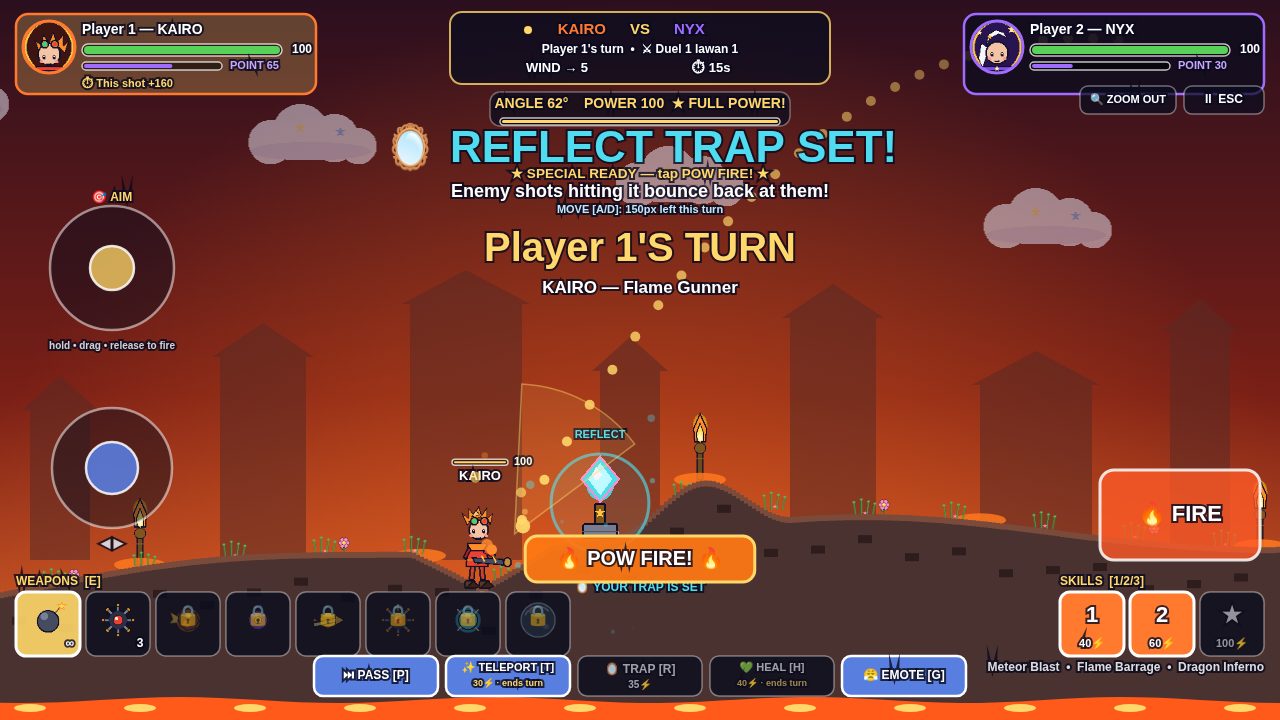 Player 1 — KAIRO
100
POINT 65
⏱ This shot +160
KAIRO VS NYX
Player 1's turn • ⚔ Duel 1 lawan 1
WIND → 5 ⏱ 15s
Player 2 — NYX
100
POINT 30
🔍 ZOOM OUT
II ESC
ANGLE 62° POWER 100 ★ FULL POWER!
REFLECT TRAP SET!
★ SPECIAL READY — tap POW FIRE! ★
Enemy shots hitting it bounce back at them!
MOVE [A/D]: 150px left this turn
Player 1'S TURN
KAIRO — Flame Gunner
🎯 AIM
hold • drag • release to fire
REFLECT
100
KAIRO
🔥 POW FIRE! 🔥
YOUR TRAP IS SET
🔥 FIRE
WEAPONS [E]
∞
3
SKILLS [1/2/3]
1
40⚡
2
60⚡
★
100⚡
Meteor Blast • Flame Barrage • Dragon Inferno
⏭ PASS [P]
✨ TELEPORT [T]
30⚡ · ends turn
🪞 TRAP [R]
35⚡
💚 HEAL [H]
40⚡ · ends turn
😤 EMOTE [G]